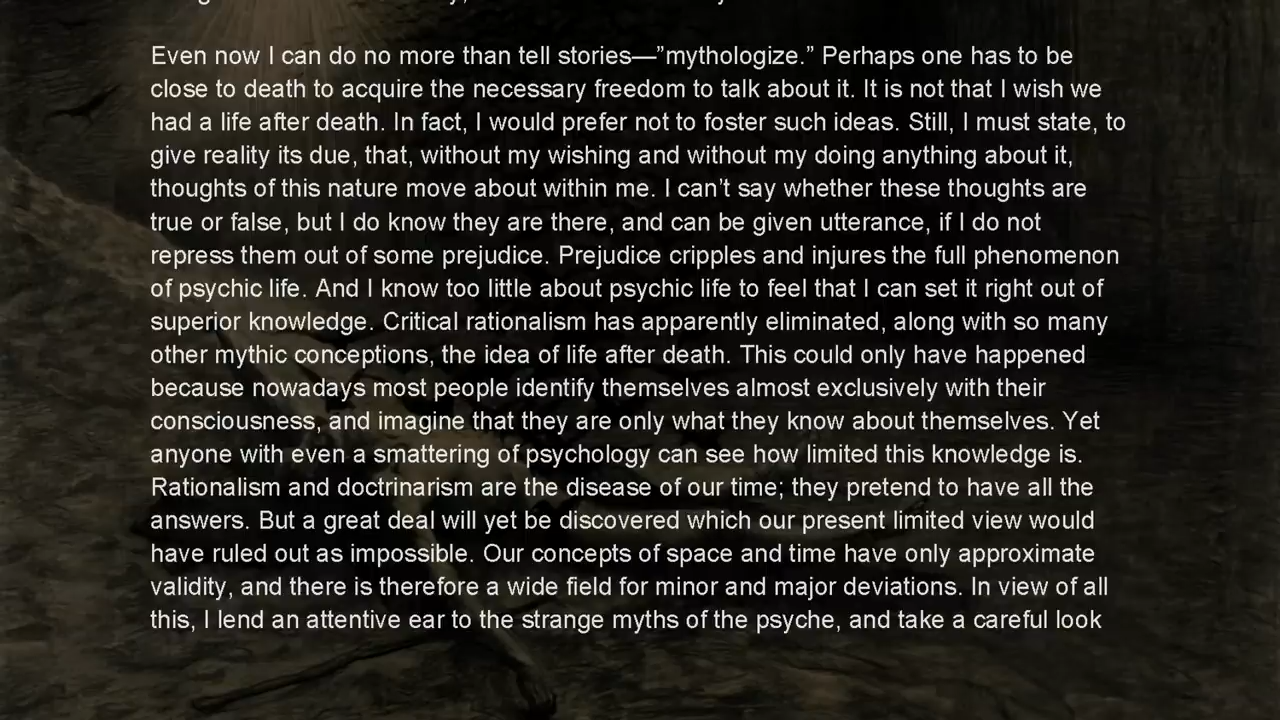 Even now I can do no more than tell stories—”mythologize.” Perhaps one has to be
close to death to acquire the necessary freedom to talk about it. It is not that I wish we
had a life after death. In fact, I would prefer not to foster such ideas. Still, I must state, to
give reality its due, that, without my wishing and without my doing anything about it,
thoughts of this nature move about within me. I can’t say whether these thoughts are
true or false, but I do know they are there, and can be given utterance, if I do not
repress them out of some prejudice. Prejudice cripples and injures the full phenomenon
of psychic life. And I know too little about psychic life to feel that I can set it right out of
superior knowledge. Critical rationalism has apparently eliminated, along with so many
other mythic conceptions, the idea of life after death. This could only have happened
because nowadays most people identify themselves almost exclusively with their
consciousness, and imagine that they are only what they know about themselves. Yet
anyone with even a smattering of psychology can see how limited this knowledge is.
Rationalism and doctrinarism are the disease of our time; they pretend to have all the
answers. But a great deal will yet be discovered which our present limited view would
have ruled out as impossible. Our concepts of space and time have only approximate
validity, and there is therefore a wide field for minor and major deviations. In view of all
this, I lend an attentive ear to the strange myths of the psyche, and take a careful look